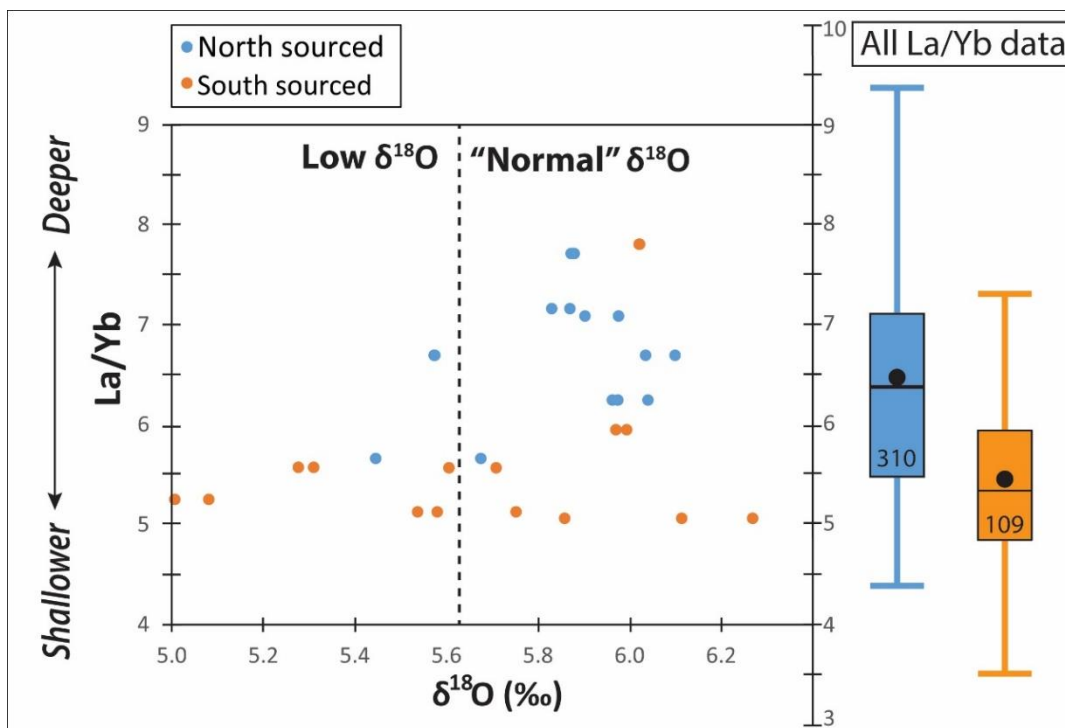 North sourced
South sourced
All La/Yb data
Low δ¹⁸O
“Normal” δ¹⁸O
Deeper
Shallower
La/Yb
9
8
7
6
5
4
5.0
5.2
5.4
5.6
5.8
6.0
6.2
δ¹⁸O (‰)
10
9
8
7
6
5
4
3
310
109